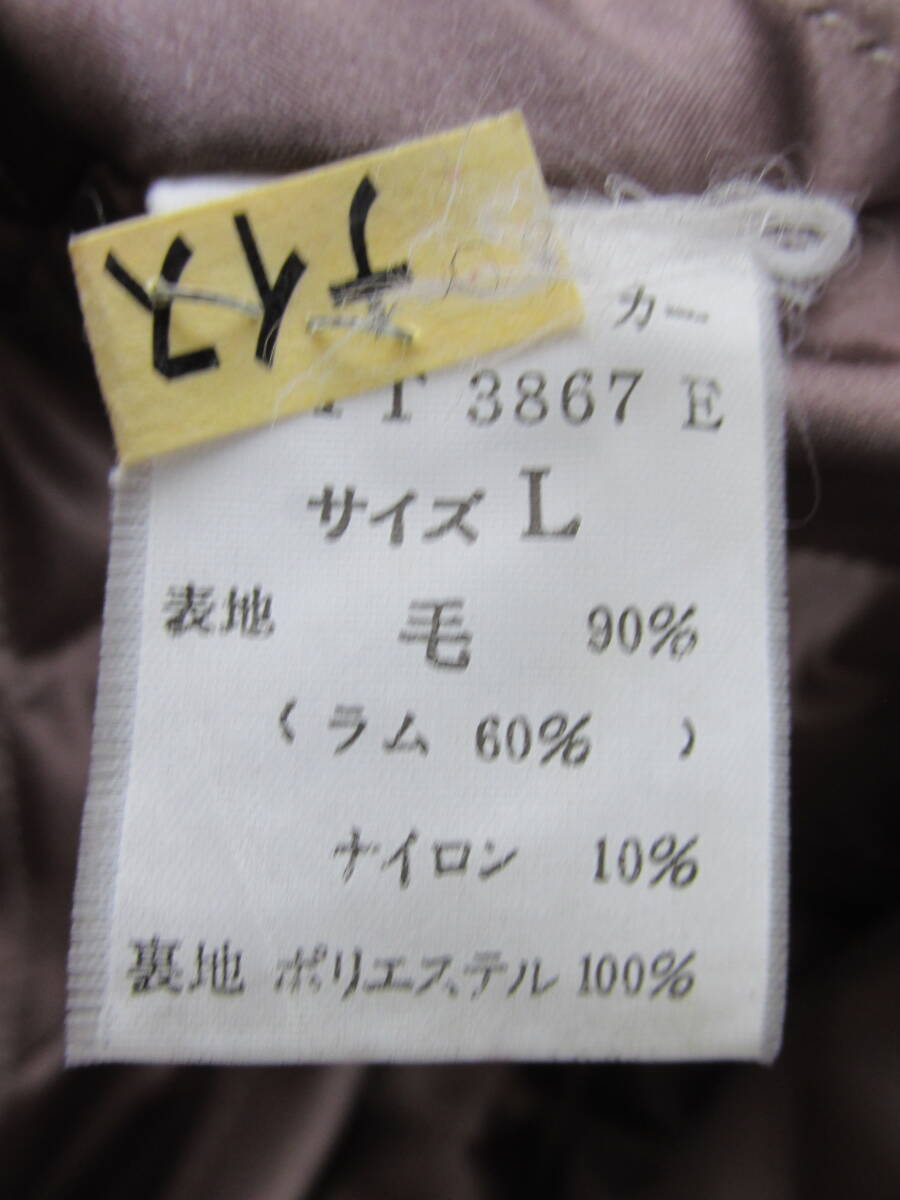 カー
3867 E
サイズ L
表地 毛 90%
( ラム 60% )
ナイロン 10%
裏地 ポリエステル 100%